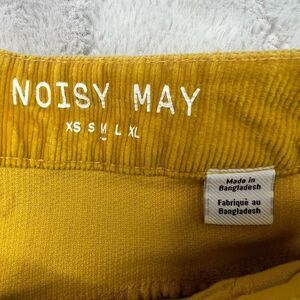 NOISY MAY
XS S M L XL
Made in
Bangladesh
Fabriqué au
Bangladesh